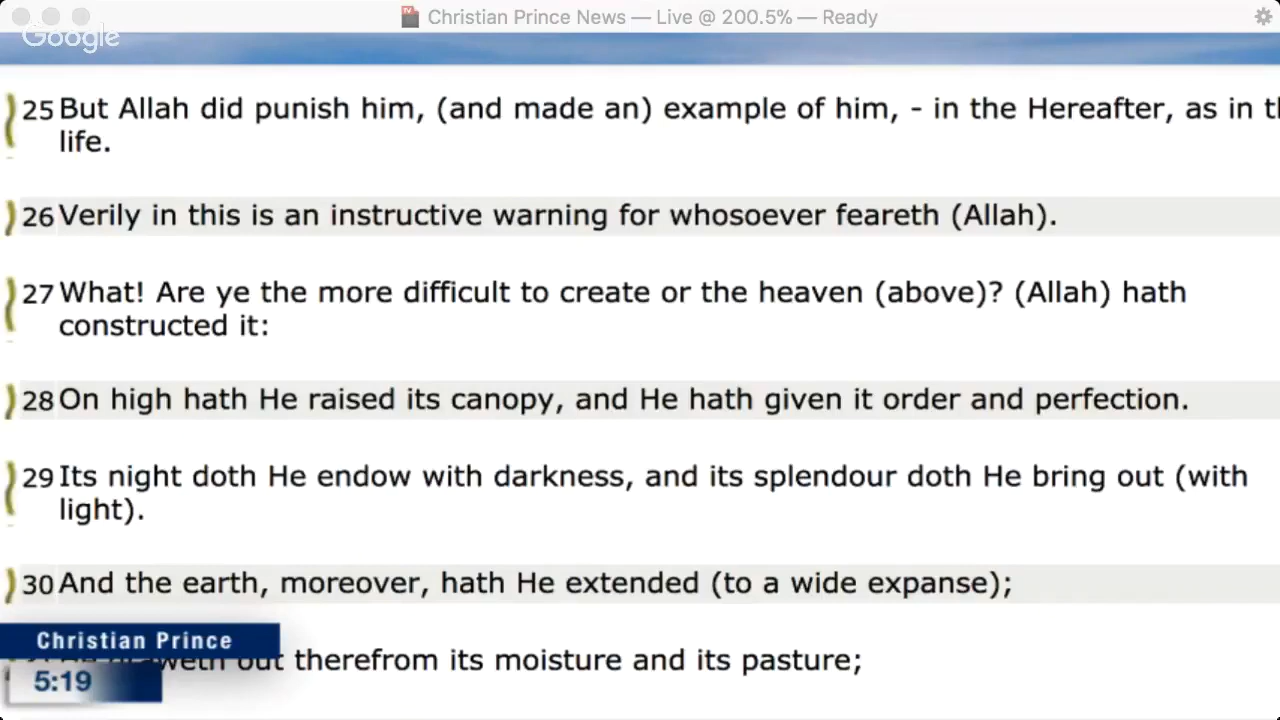 Christian Prince News — Live @ 200.5% — Ready
Google
25 But Allah did punish him, (and made an) example of him, - in the Hereafter, as in
life.
26 Verily in this is an instructive warning for whosoever feareth (Allah).
27 What! Are ye the more difficult to create or the heaven (above)? (Allah) hath
constructed it:
28 On high hath He raised its canopy, and He hath given it order and perfection.
29 Its night doth He endow with darkness, and its splendour doth He bring out (with
light).
30 And the earth, moreover, hath He extended (to a wide expanse);
out therefrom its moisture and its pasture;
Christian Prince
5:19